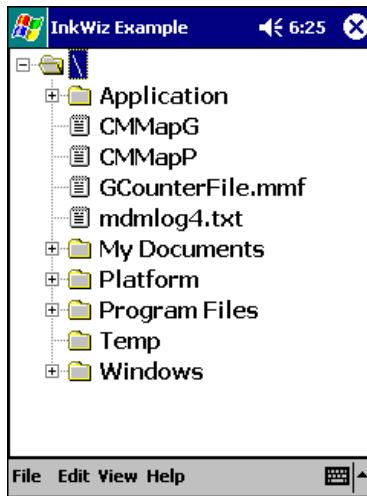 InkWiz Example 6:25
\
Application
CMMapG
CMMapP
GCounterFile.mmf
mdmlog4.txt
My Documents
Platform
Program Files
Temp
Windows
File Edit View Help